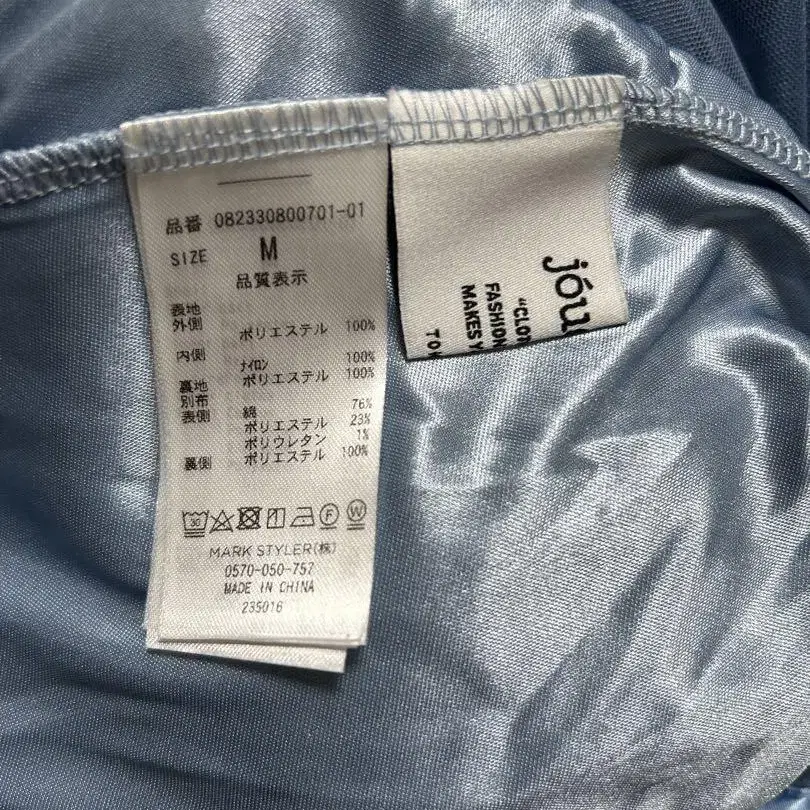 品番 082330800701-01
SIZE M
品質表示
表地
外側 ポリエステル 100%
内側 ナイロン 100%
裏地 ポリエステル 100%
別布
表側 綿 76%
ポリエステル 23%
ポリウレタン 1%
裏側 ポリエステル 100%
30 F W
MARK STYLER(株)
0570-050-757
MADE IN CHINA
235016
jóu
"CLOT
FASHION
MAKES Y
TOK